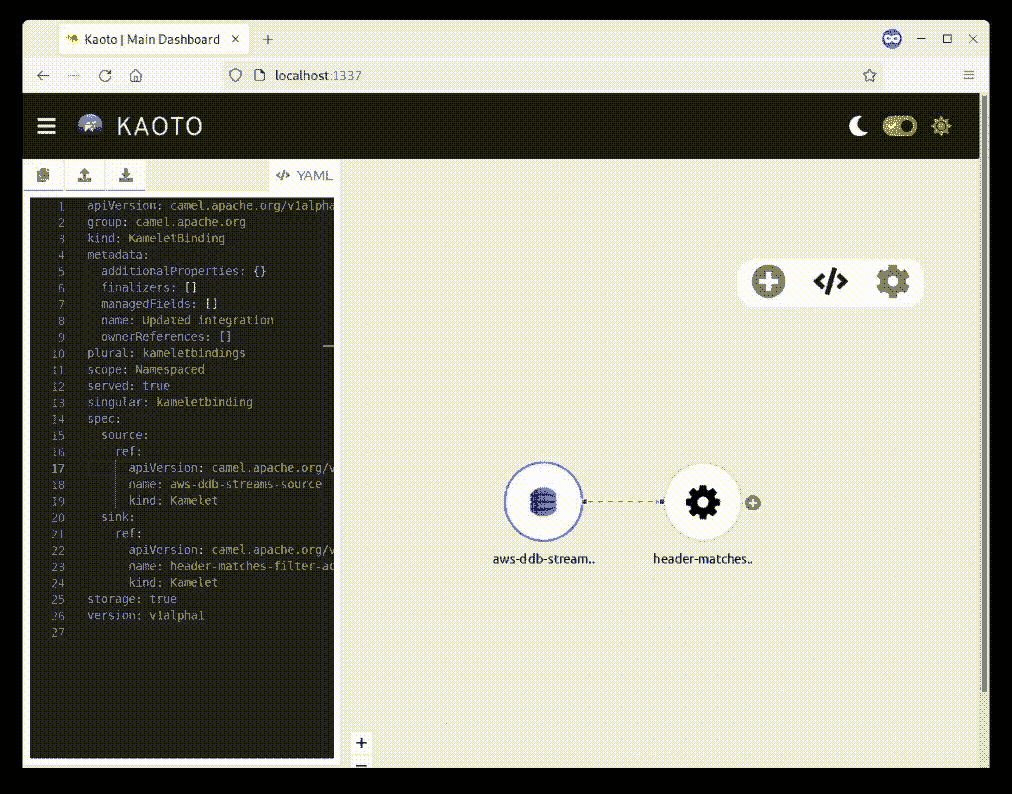 Kaoto | Main Dashboard
localhost:1337
KAOTO
YAML
1 apiVersion: camel.apache.org/v1alpha
2 group: camel.apache.org
3 kind: KameletBinding
4 metadata:
5 additionalProperties: {}
6 finalizers: []
7 managedFields: []
8 name: Updated integration
9 ownerReferences: []
10 plural: kameletbindings
11 scope: Namespaced
12 served: true
13 singular: kameletbinding
14 spec:
15 source:
16 ref:
17 apiVersion: camel.apache.org/v
18 name: aws-ddb-streams-source
19 kind: Kamelet
20 sink:
21 ref:
22 apiVersion: camel.apache.org/v
23 name: header-matches-filter-ac
24 kind: Kamelet
25 storage: true
26 version: v1alpha1
27
aws-ddb-stream..
header-matches..